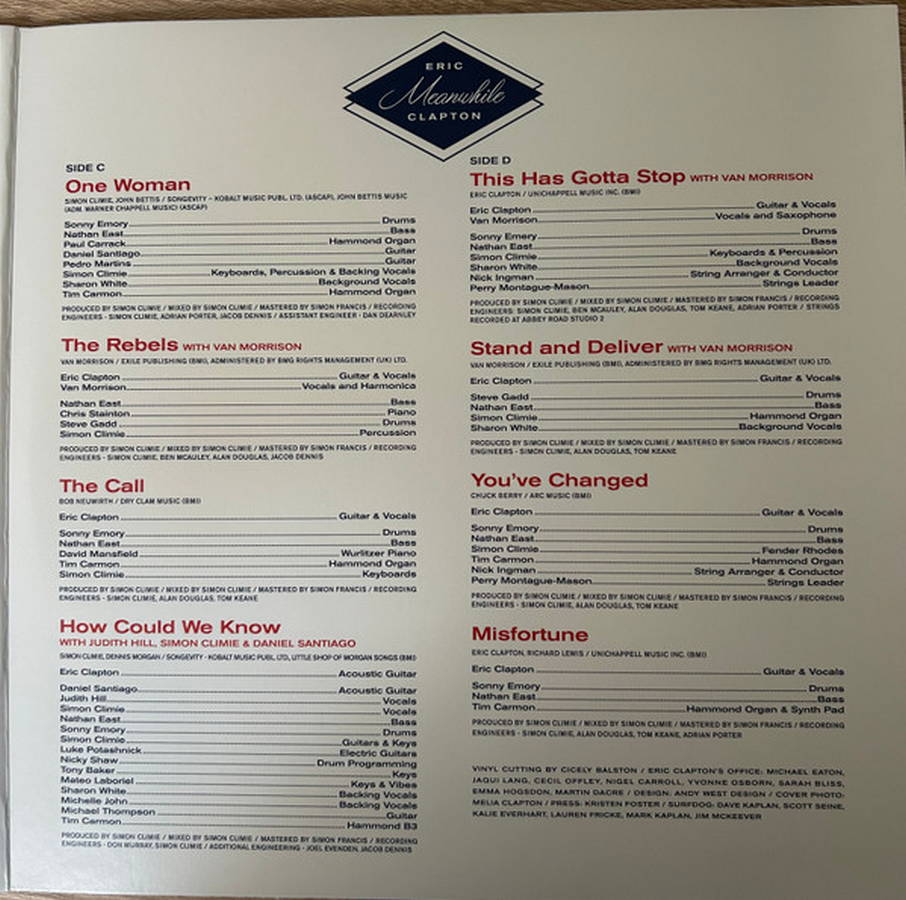 ERIC
Meanwhile
CLAPTON
SIDE C
One Woman
SIMON CLIMIE, JOHN BETTIS / SONGEVITY – KOBALT MUSIC PUBL. LTD. (ASCAP), JOHN BETTIS MUSIC
(ADM. WARNER CHAPPELL MUSIC) (ASCAP)
Sonny Emory Drums
Nathan East Bass
Paul Carrack Hammond Organ
Daniel Santiago Guitar
Pedro Martins Guitar
Simon Climie Keyboards, Percussion & Backing Vocals
Sharon White Background Vocals
Tim Carmon Hammond Organ
PRODUCED BY SIMON CLIMIE / MIXED BY SIMON CLIMIE / MASTERED BY SIMON FRANCIS / RECORDING
ENGINEERS - SIMON CLIMIE, ADRIAN PORTER, JACOB DENNIS / ASSISTANT ENGINEER - DAN DEARNLEY
The Rebels WITH VAN MORRISON
VAN MORRISON / EXILE PUBLISHING (BMI), ADMINISTERED BY BMG RIGHTS MANAGEMENT (UK) LTD.
Eric Clapton Guitar & Vocals
Van Morrison Vocals and Harmonica
Nathan East Bass
Chris Stainton Piano
Steve Gadd Drums
Simon Climie Percussion
PRODUCED BY SIMON CLIMIE / MIXED BY SIMON CLIMIE / MASTERED BY SIMON FRANCIS / RECORDING
ENGINEERS - SIMON CLIMIE, BEN MCAULEY, ALAN DOUGLAS, JACOB DENNIS
The Call
BOB NEUWIRTH / DRY CLAM MUSIC (BMI)
Eric Clapton Guitar & Vocals
Sonny Emory Drums
Nathan East Bass
David Mansfield Wurlitzer Piano
Tim Carmon Hammond Organ
Simon Climie Keyboards
PRODUCED BY SIMON CLIMIE / MIXED BY SIMON CLIMIE / MASTERED BY SIMON FRANCIS / RECORDING
ENGINEERS - SIMON CLIMIE, ALAN DOUGLAS, TOM KEANE
How Could We Know
WITH JUDITH HILL, SIMON CLIMIE & DANIEL SANTIAGO
SIMON CLIMIE, DENNIS MORGAN / SONGEVITY - KOBALT MUSIC PUBL. LTD, LITTLE SHOP OF MORGAN SONGS (BMI)
Eric Clapton Acoustic Guitar
Daniel Santiago Acoustic Guitar
Judith Hill Vocals
Simon Climie Vocals
Nathan East Bass
Sonny Emory Drums
Simon Climie Guitars & Keys
Luke Potashnick Electric Guitars
Nicky Shaw Drum Programming
Tony Baker Keys
Mateo Laboriel Keys & Vibes
Sharon White Backing Vocals
Michelle John Backing Vocals
Michael Thompson Guitar
Tim Carmon Hammond B3
PRODUCED BY SIMON CLIMIE / MIXED BY SIMON CLIMIE / MASTERED BY SIMON FRANCIS / RECORDING
ENGINEERS - DON MURRAY, SIMON CLIMIE / ADDITIONAL ENGINEERING - JOEL EVENDEN, JACOB DENNIS
SIDE D
This Has Gotta Stop WITH VAN MORRISON
ERIC CLAPTON / UNICHAPPELL MUSIC INC. (BMI)
Eric Clapton Guitar & Vocals
Van Morrison Vocals and Saxophone
Sonny Emery Drums
Nathan East Bass
Simon Climie Keyboards & Percussion
Sharon White Background Vocals
Nick Ingman String Arranger & Conductor
Perry Montague-Mason Strings Leader
PRODUCED BY SIMON CLIMIE / MIXED BY SIMON CLIMIE / MASTERED BY SIMON FRANCIS / RECORDING
ENGINEERS: SIMON CLIMIE, BEN MCAULEY, ALAN DOUGLAS, TOM KEANE, ADRIAN PORTER / STRINGS
RECORDED AT ABBEY ROAD STUDIO 2
Stand and Deliver WITH VAN MORRISON
VAN MORRISON / EXILE PUBLISHING (BMI), ADMINISTERED BY BMG RIGHTS MANAGEMENT (UK) LTD.
Eric Clapton Guitar & Vocals
Steve Gadd Drums
Nathan East Bass
Simon Climie Hammond Organ
Sharon White Background Vocals
PRODUCED BY SIMON CLIMIE / MIXED BY SIMON CLIMIE / MASTERED BY SIMON FRANCIS / RECORDING
ENGINEERS - SIMON CLIMIE, ALAN DOUGLAS, TOM KEANE
You've Changed
CHUCK BERRY / ARC MUSIC (BMI)
Eric Clapton Guitar & Vocals
Sonny Emory Drums
Nathan East Bass
Simon Climie Fender Rhodes
Tim Carmon Hammond Organ
Nick Ingman String Arranger & Conductor
Perry Montague-Mason Strings Leader
PRODUCED BY SIMON CLIMIE / MIXED BY SIMON CLIMIE / MASTERED BY SIMON FRANCIS / RECORDING
ENGINEERS - SIMON CLIMIE, ALAN DOUGLAS, TOM KEANE
Misfortune
ERIC CLAPTON, RICHARD LEWIS / UNICHAPPELL MUSIC INC. (BMI)
Eric Clapton Guitar & Vocals
Sonny Emory Drums
Nathan East Bass
Tim Carmon Hammond Organ & Synth Pad
PRODUCED BY SIMON CLIMIE / MIXED BY SIMON CLIMIE / MASTERED BY SIMON FRANCIS / RECORDING
ENGINEERS - SIMON CLIMIE, ALAN DOUGLAS, TOM KEANE, ADRIAN PORTER
VINYL CUTTING BY CICELY BALSTON / ERIC CLAPTON'S OFFICE: MICHAEL EATON,
JAQUI LANG, CECIL OFFLEY, NIGEL CARROLL, YVONNE OSBORN, SARAH BLISS,
EMMA HOGSDON, MARTIN DACRE / DESIGN: ANDY WEST DESIGN / COVER PHOTO:
MELIA CLAPTON / PRESS: KRISTEN FOSTER / SURFDOG: DAVE KAPLAN, SCOTT SEINE,
KALIE EVERHART, LAUREN FRICKE, MARK KAPLAN, JIM MCKEEVER